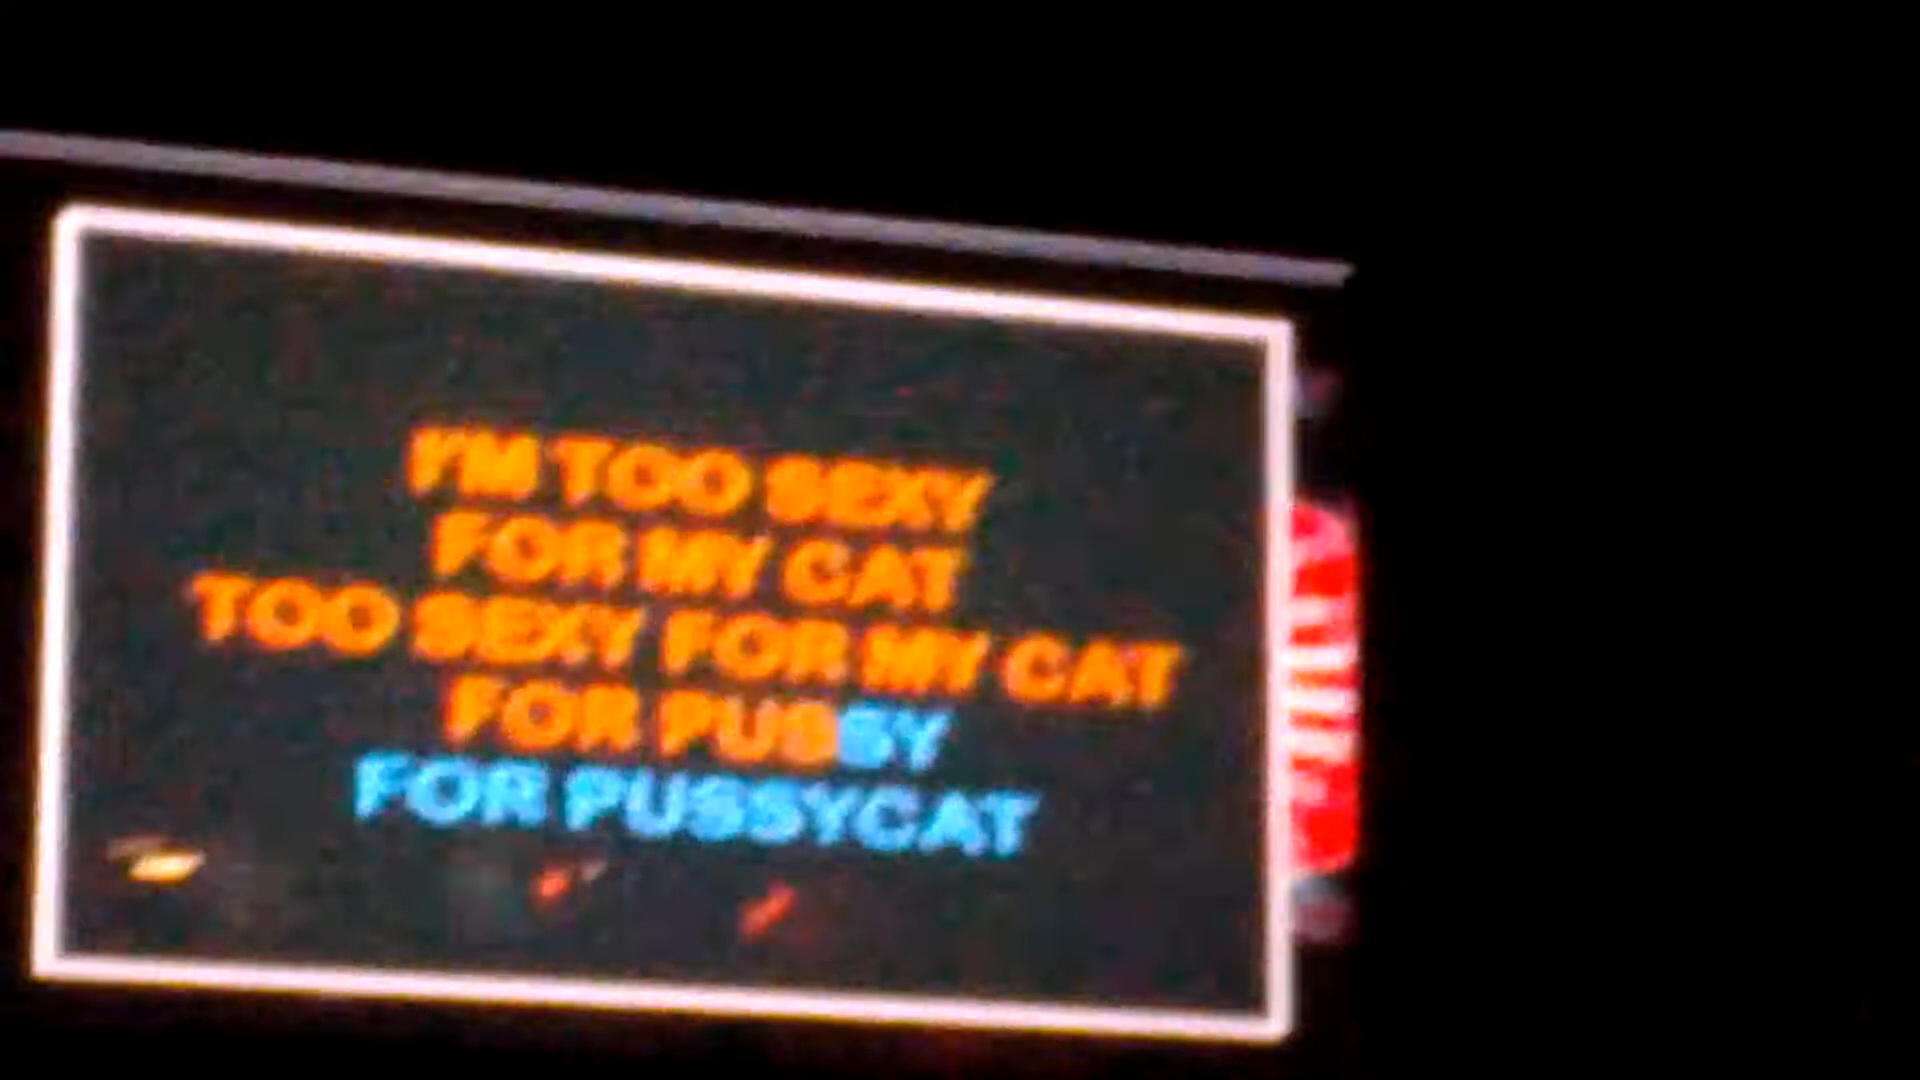 I'M TOO SEXY
FOR MY CAT
TOO SEXY FOR MY CAT
FOR PUSSY
FOR PUSSYCAT